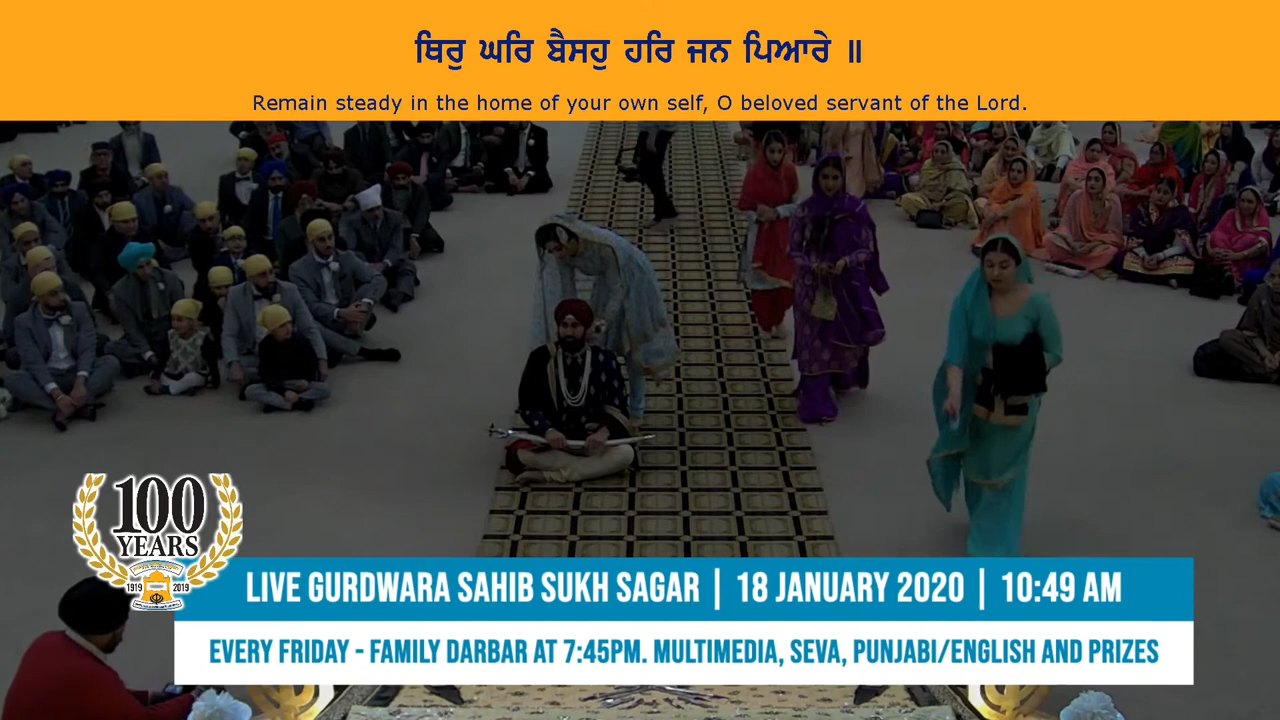 ਥਿਰੁ ਘਰਿ ਬੈਸਹੁ ਹਰਿ ਜਨ ਪਿਆਰੇ ॥
Remain steady in the home of your own self, O beloved servant of the Lord.
100
YEARS
1919 2019
LIVE GURDWARA SAHIB SUKH SAGAR | 18 JANUARY 2020 | 10:49 AM
EVERY FRIDAY - FAMILY DARBAR AT 7:45PM. MULTIMEDIA, SEVA, PUNJABI/ENGLISH AND PRIZES